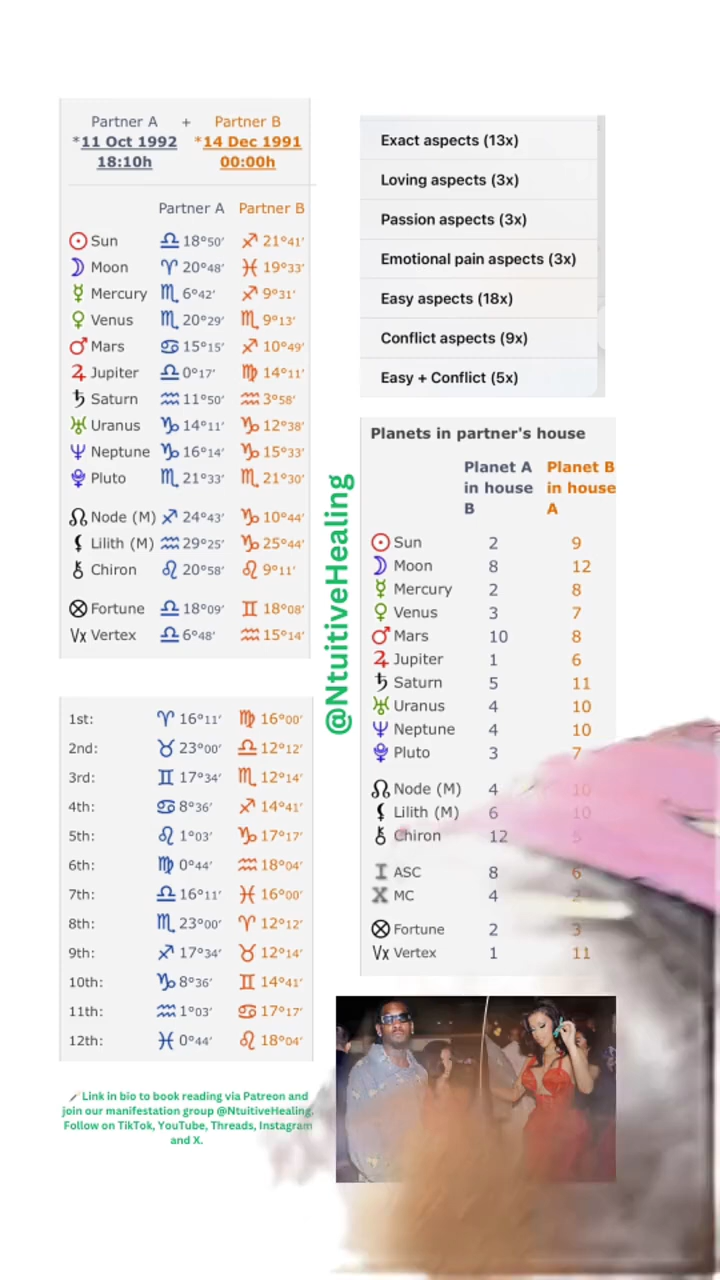 Partner A + Partner B
*11 Oct 1992 *14 Dec 1991
18:10h 00:00h
Partner A Partner B
☉ Sun ♎ 18°50' ♐ 21°41'
☽ Moon ♈ 20°48' ♓ 19°33'
☿ Mercury ♏ 6°42' ♐ 9°31'
♀ Venus ♏ 20°29' ♏ 9°13'
♂ Mars ♋ 15°15' ♐ 10°49'
♃ Jupiter ♎ 0°17' ♍ 14°11'
♄ Saturn ♒ 11°50' ♒ 3°58'
♅ Uranus ♑ 14°11' ♑ 12°38'
♆ Neptune ♑ 16°14' ♑ 15°33'
♇ Pluto ♏ 21°33' ♏ 21°30'
☊ Node (M) ♐ 24°43' ♑ 10°44'
⚸ Lilith (M) ♒ 29°25' ♑ 25°44'
⚷ Chiron ♌ 20°58' ♌ 9°11'
⊗ Fortune ♎ 18°09' ♊ 18°08'
Vx Vertex ♎ 6°48' ♒ 15°14'
1st: ♈ 16°11' ♍ 16°00'
2nd: ♉ 23°00' ♎ 12°12'
3rd: ♊ 17°34' ♏ 12°14'
4th: ♋ 8°36' ♐ 14°41'
5th: ♌ 1°03' ♑ 17°17'
6th: ♍ 0°44' ♒ 18°04'
7th: ♎ 16°11' ♓ 16°00'
8th: ♏ 23°00' ♈ 12°12'
9th: ♐ 17°34' ♉ 12°14'
10th: ♑ 8°36' ♊ 14°41'
11th: ♒ 1°03' ♋ 17°17'
12th: ♓ 0°44' ♌ 18°04'
🪄Link in bio to book reading via Patreon and
join our manifestation group @NtuitiveHealing.
Follow on TikTok, YouTube, Threads, Instagram
and X.
@NtuitiveHealing
Exact aspects (13x)
Loving aspects (3x)
Passion aspects (3x)
Emotional pain aspects (3x)
Easy aspects (18x)
Conflict aspects (9x)
Easy + Conflict (5x)
Planets in partner's house
Planet A Planet B
in house in house
B A
☉ Sun 2 9
☽ Moon 8 12
☿ Mercury 2 8
♀ Venus 3 7
♂ Mars 10 8
♃ Jupiter 1 6
♄ Saturn 5 11
♅ Uranus 4 10
♆ Neptune 4 10
♇ Pluto 3 7
☊ Node (M) 4 10
⚸ Lilith (M) 6 10
⚷ Chiron 12 5
I ASC 8 6
X MC 4 2
⊗ Fortune 2 3
Vx Vertex 1 11